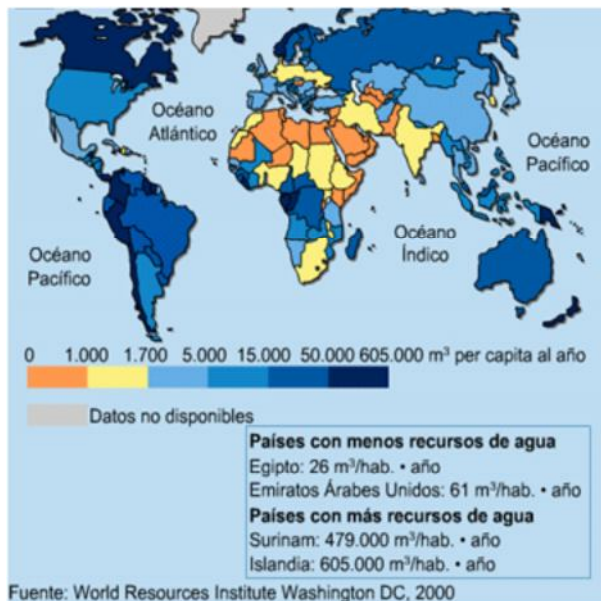 Océano
Atlántico
Océano
Pacífico
Océano
Índico
Océano
Pacífico
0 1.000 1.700 5.000 15.000 50.000 605.000 m³ per capita al año
Datos no disponibles
Países con menos recursos de agua
Egipto: 26 m³/hab. • año
Emiratos Árabes Unidos: 61 m³/hab. • año
Países con más recursos de agua
Surinam: 479.000 m³/hab. • año
Islandia: 605.000 m³/hab. • año
Fuente: World Resources Institute Washington DC, 2000